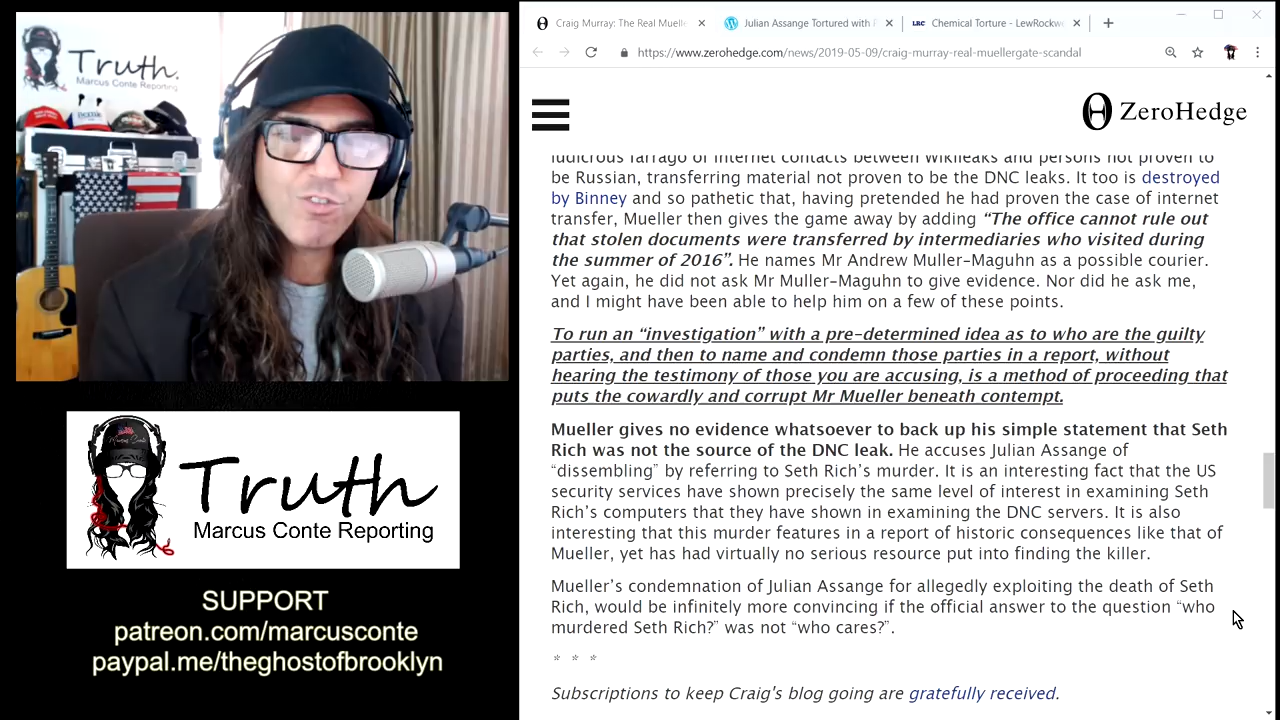 Truth.
Marcus Conte Reporting
Truth
Marcus Conte Reporting
SUPPORT
patreon.com/marcusconte
paypal.me/theghostofbrooklyn
Craig Murray: The Real Muelle
Julian Assange Tortured with
LRC Chemical Torture - LewRockwe
https://www.zerohedge.com/news/2019-05-09/craig-murray-real-muellergate-scandal
ZeroHedge
ludicrous farrago of internet contacts between Wikileaks and persons not proven to
be Russian, transferring material not proven to be the DNC leaks. It too is destroyed
by Binney and so pathetic that, having pretended he had proven the case of internet
transfer, Mueller then gives the game away by adding “The office cannot rule out
that stolen documents were transferred by intermediaries who visited during
the summer of 2016”. He names Mr Andrew Muller-Maguhn as a possible courier.
Yet again, he did not ask Mr Muller-Maguhn to give evidence. Nor did he ask me,
and I might have been able to help him on a few of these points.
To run an “investigation” with a pre-determined idea as to who are the guilty
parties, and then to name and condemn those parties in a report, without
hearing the testimony of those you are accusing, is a method of proceeding that
puts the cowardly and corrupt Mr Mueller beneath contempt.
Mueller gives no evidence whatsoever to back up his simple statement that Seth
Rich was not the source of the DNC leak. He accuses Julian Assange of
“dissembling” by referring to Seth Rich’s murder. It is an interesting fact that the US
security services have shown precisely the same level of interest in examining Seth
Rich’s computers that they have shown in examining the DNC servers. It is also
interesting that this murder features in a report of historic consequences like that of
Mueller, yet has had virtually no serious resource put into finding the killer.
Mueller’s condemnation of Julian Assange for allegedly exploiting the death of Seth
Rich, would be infinitely more convincing if the official answer to the question “who
murdered Seth Rich?” was not “who cares?”.
* * *
Subscriptions to keep Craig’s blog going are gratefully received.